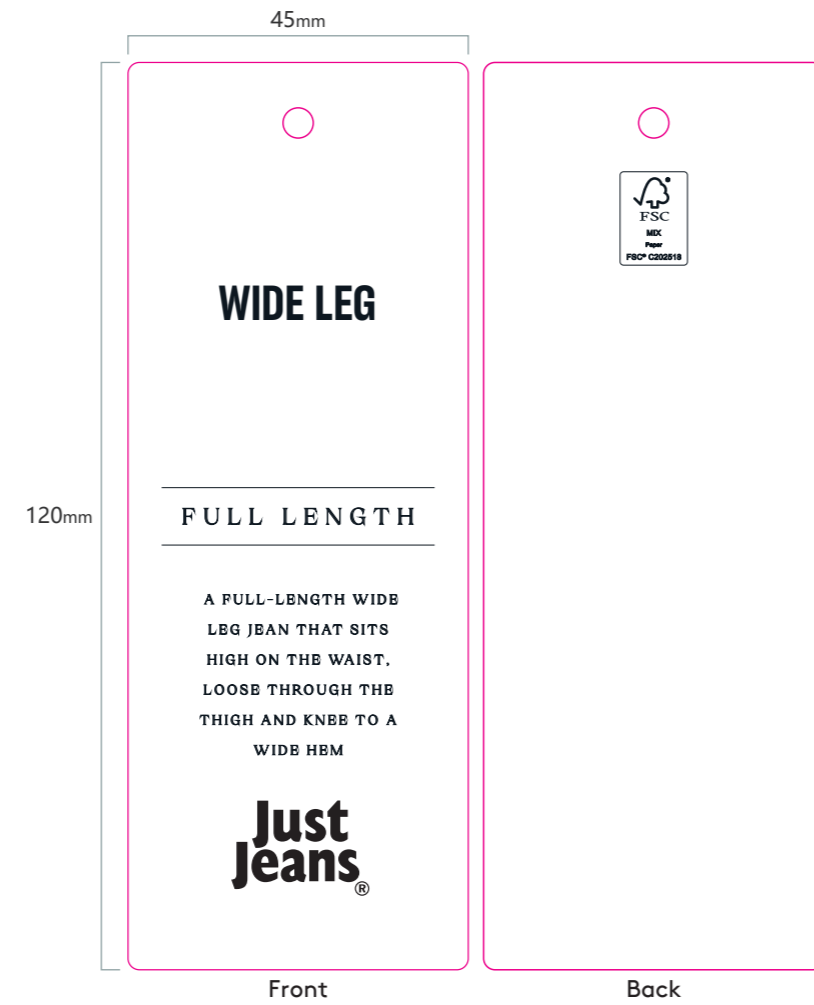 45mm
120mm
WIDE LEG
FULL LENGTH
A FULL-LENGTH WIDE
LEG JEAN THAT SITS
HIGH ON THE WAIST,
LOOSE THROUGH THE
THIGH AND KNEE TO A
WIDE HEM
Just
Jeans®
Front
FSC
MIX
Paper
FSC® C202518
Back